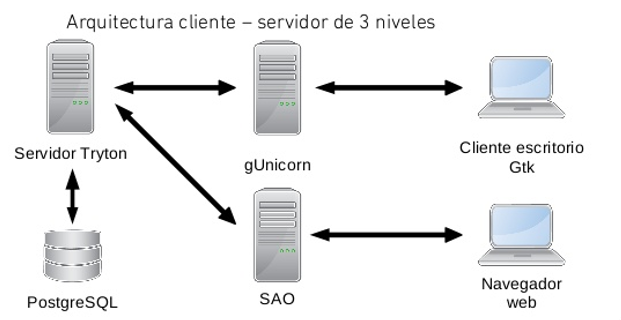 Arquitectura cliente – servidor de 3 niveles
Servidor Tryton
gUnicorn
Cliente escritorio
Gtk
PostgreSQL
SAO
Navegador
web